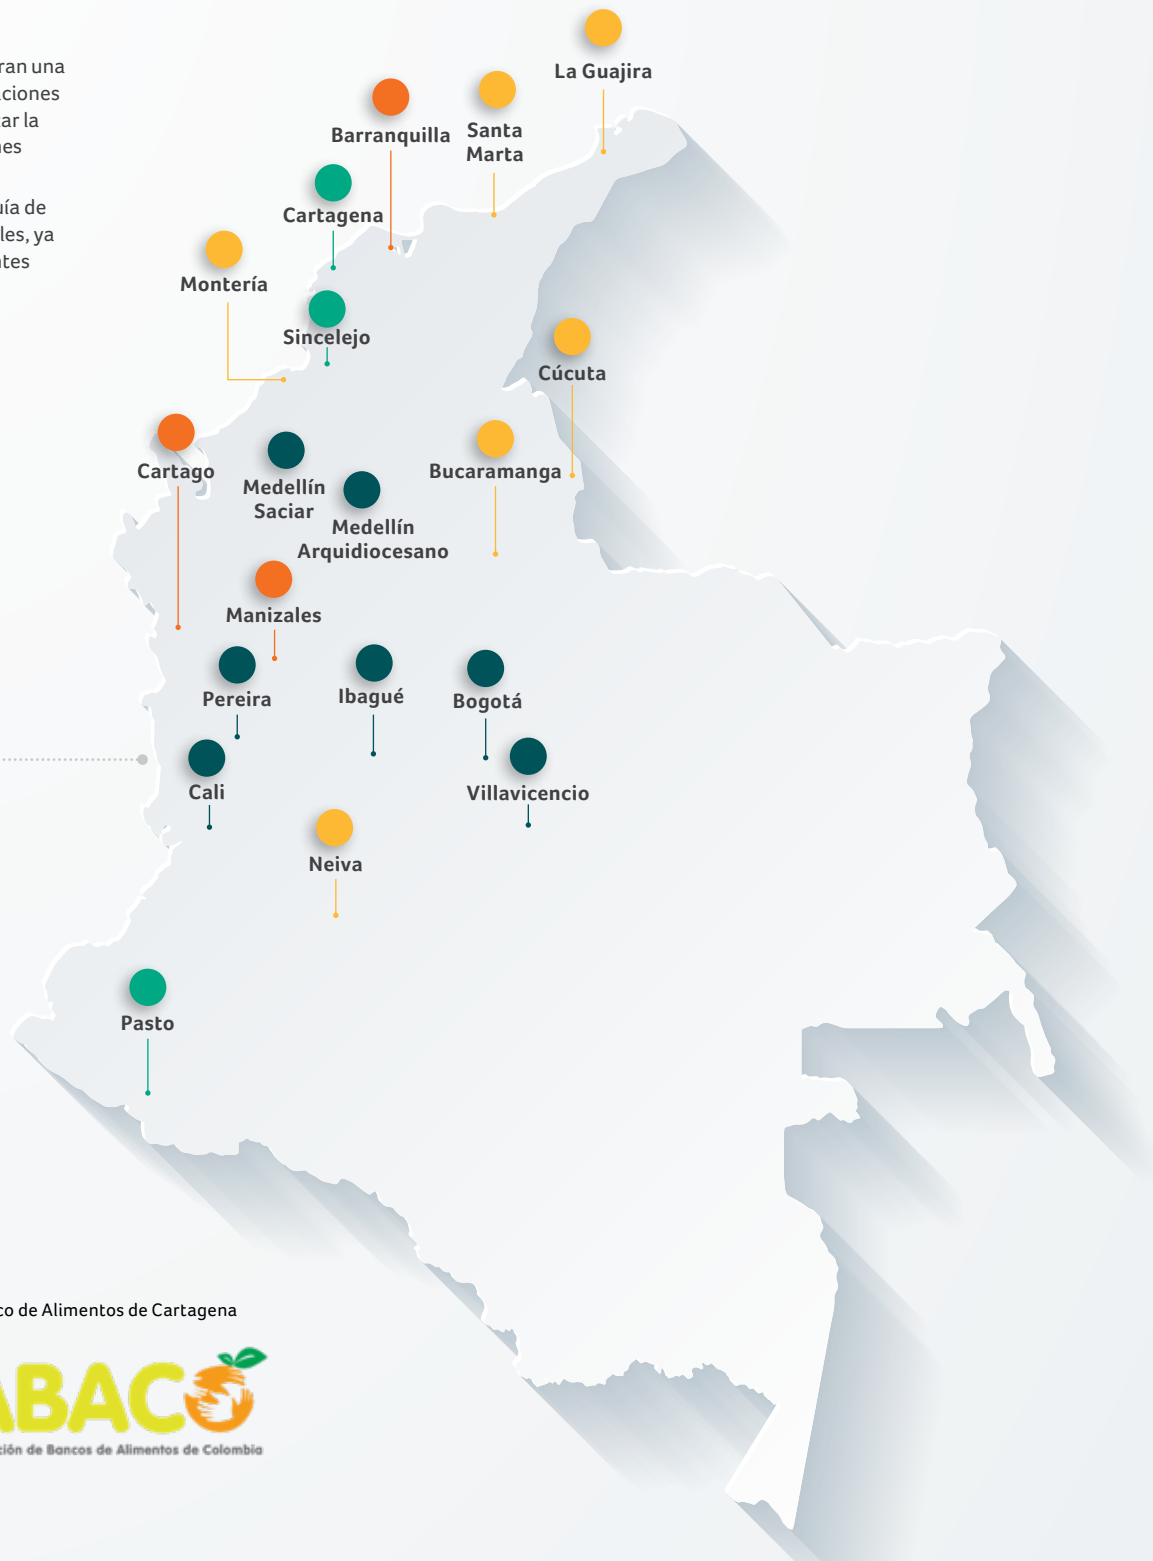 ran una
aciones
ar la
nes
uía de
les, ya
ntes
La Guajira
Barranquilla
Santa
Marta
Cartagena
Montería
Sincelejo
Cúcuta
Cartago
Bucaramanga
Medellín
Saciar
Medellín
Arquidiocesano
Manizales
Pereira
Ibagué
Bogotá
Cali
Villavicencio
Neiva
Pasto
co de Alimentos de Cartagena
ABACO
ción de Bancos de Alimentos de Colombia